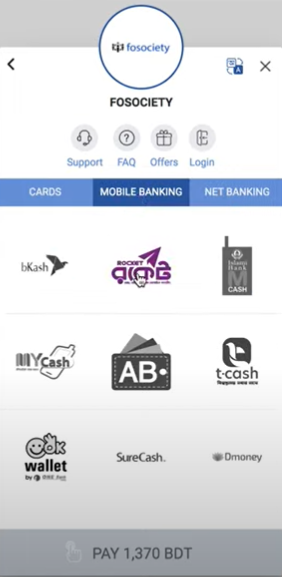 fosociety
FOSOCIETY
Support FAQ Offers Login
CARDS MOBILE BANKING NET BANKING
bKash
ROCKET
রকেট
Islami
Bank
M
CASH
MYCash
AB
t-cash
OK
wallet
by
SureCash.
Dmoney
PAY 1,370 BDT